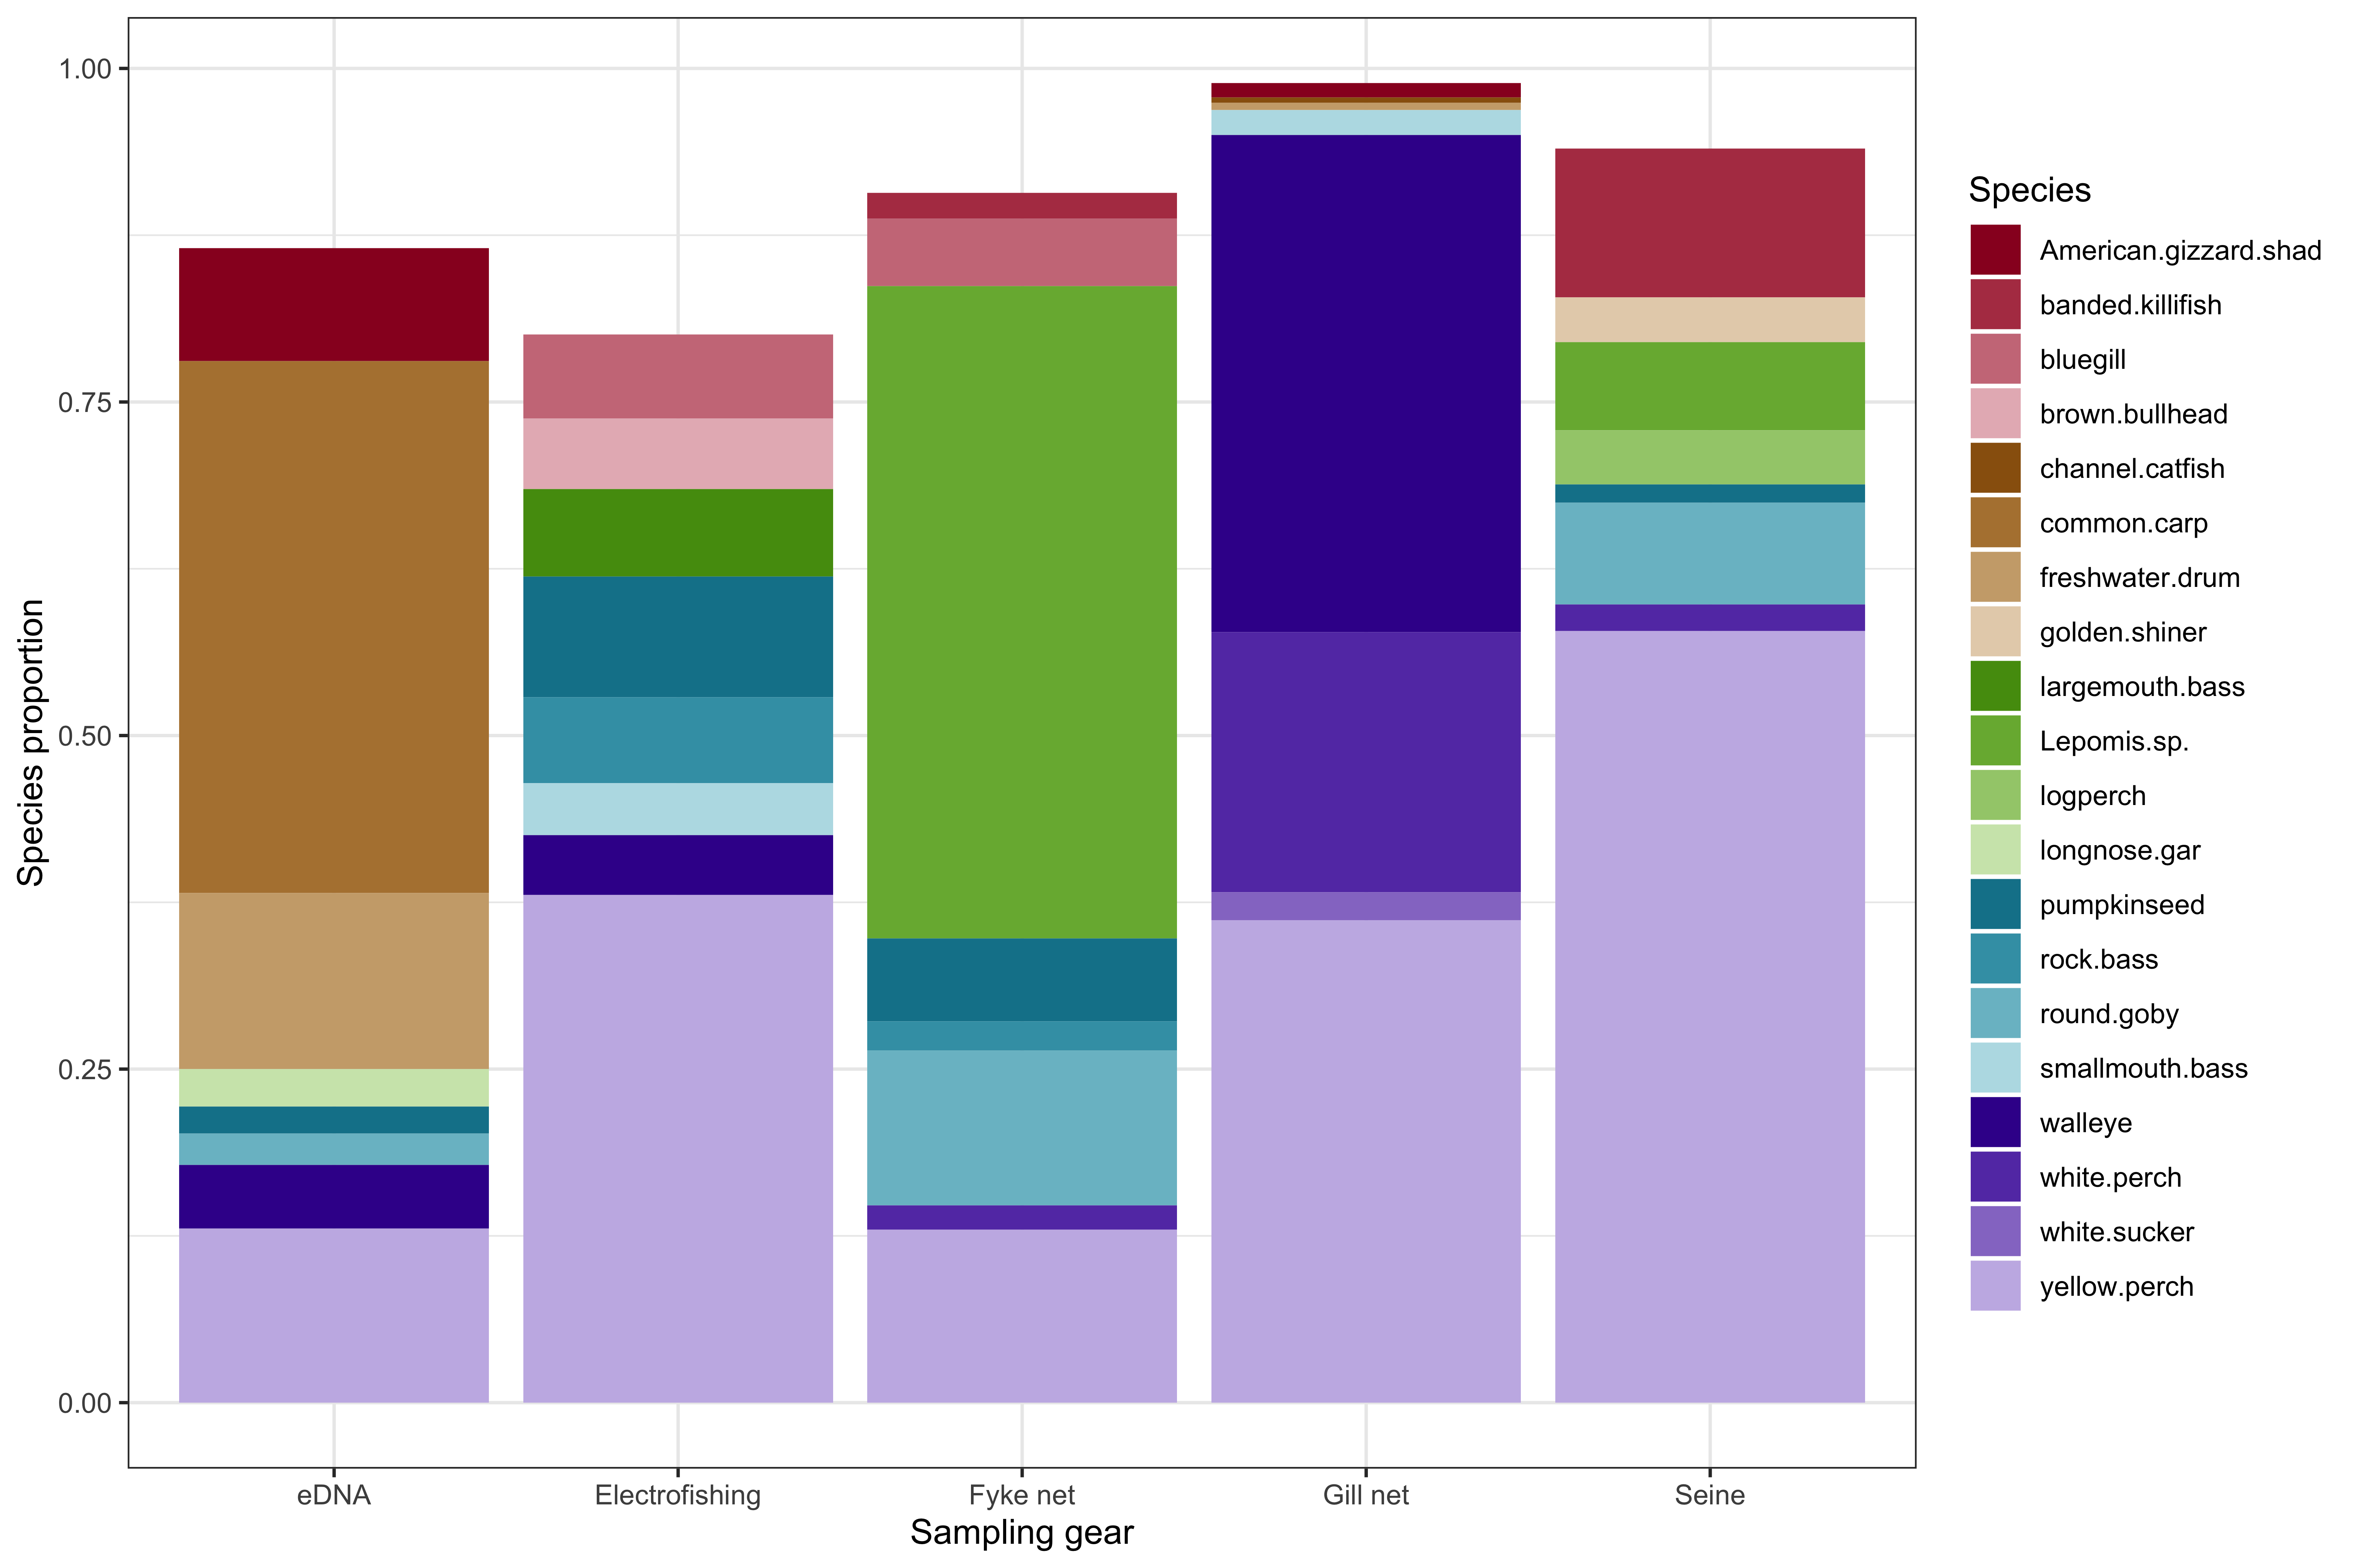 Species proportion
1.00
0.75
0.50
0.25
0.00
eDNA
Electrofishing
Fyke net
Gill net
Seine
Sampling gear
Species
American.gizzard.shad
banded.killifish
bluegill
brown.bullhead
channel.catfish
common.carp
freshwater.drum
golden.shiner
largemouth.bass
Lepomis.sp.
logperch
longnose.gar
pumpkinseed
rock.bass
round.goby
smallmouth.bass
walleye
white.perch
white.sucker
yellow.perch